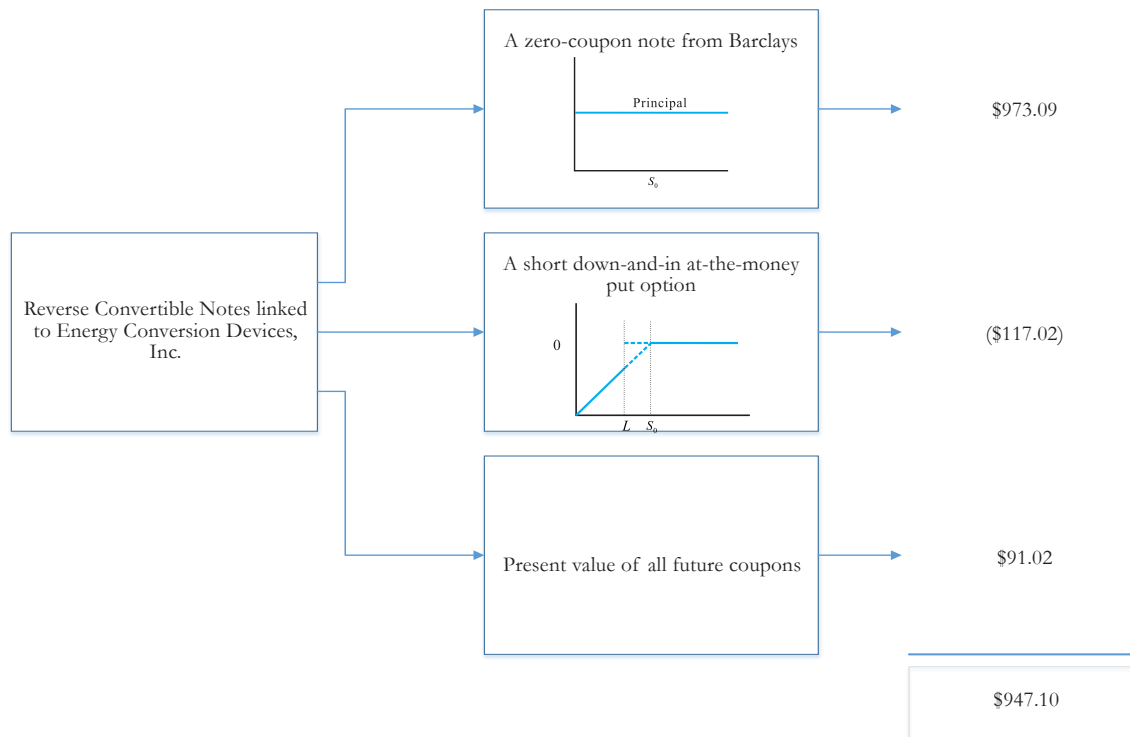 A zero-coupon note from Barclays
Principal
S₀
$973.09
Reverse Convertible Notes linked
to Energy Conversion Devices,
Inc.
A short down-and-in at-the-money
put option
0
L S₀
($117.02)
Present value of all future coupons
$91.02
$947.10